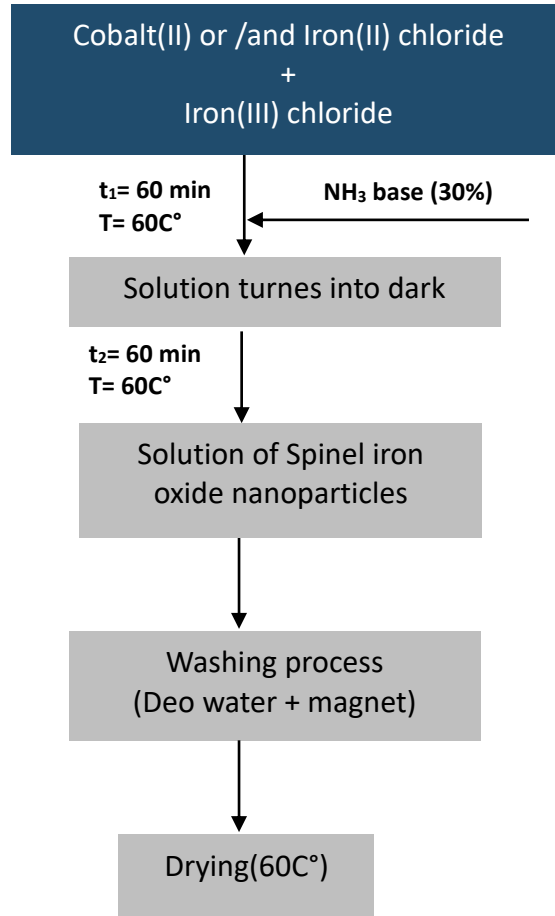 Cobalt(II) or /and Iron(II) chloride
+
Iron(III) chloride
t₁= 60 min
T= 60C°
NH₃ base (30%)
Solution turnes into dark
t₂= 60 min
T= 60C°
Solution of Spinel iron
oxide nanoparticles
Washing process
(Deo water + magnet)
Drying(60C°)